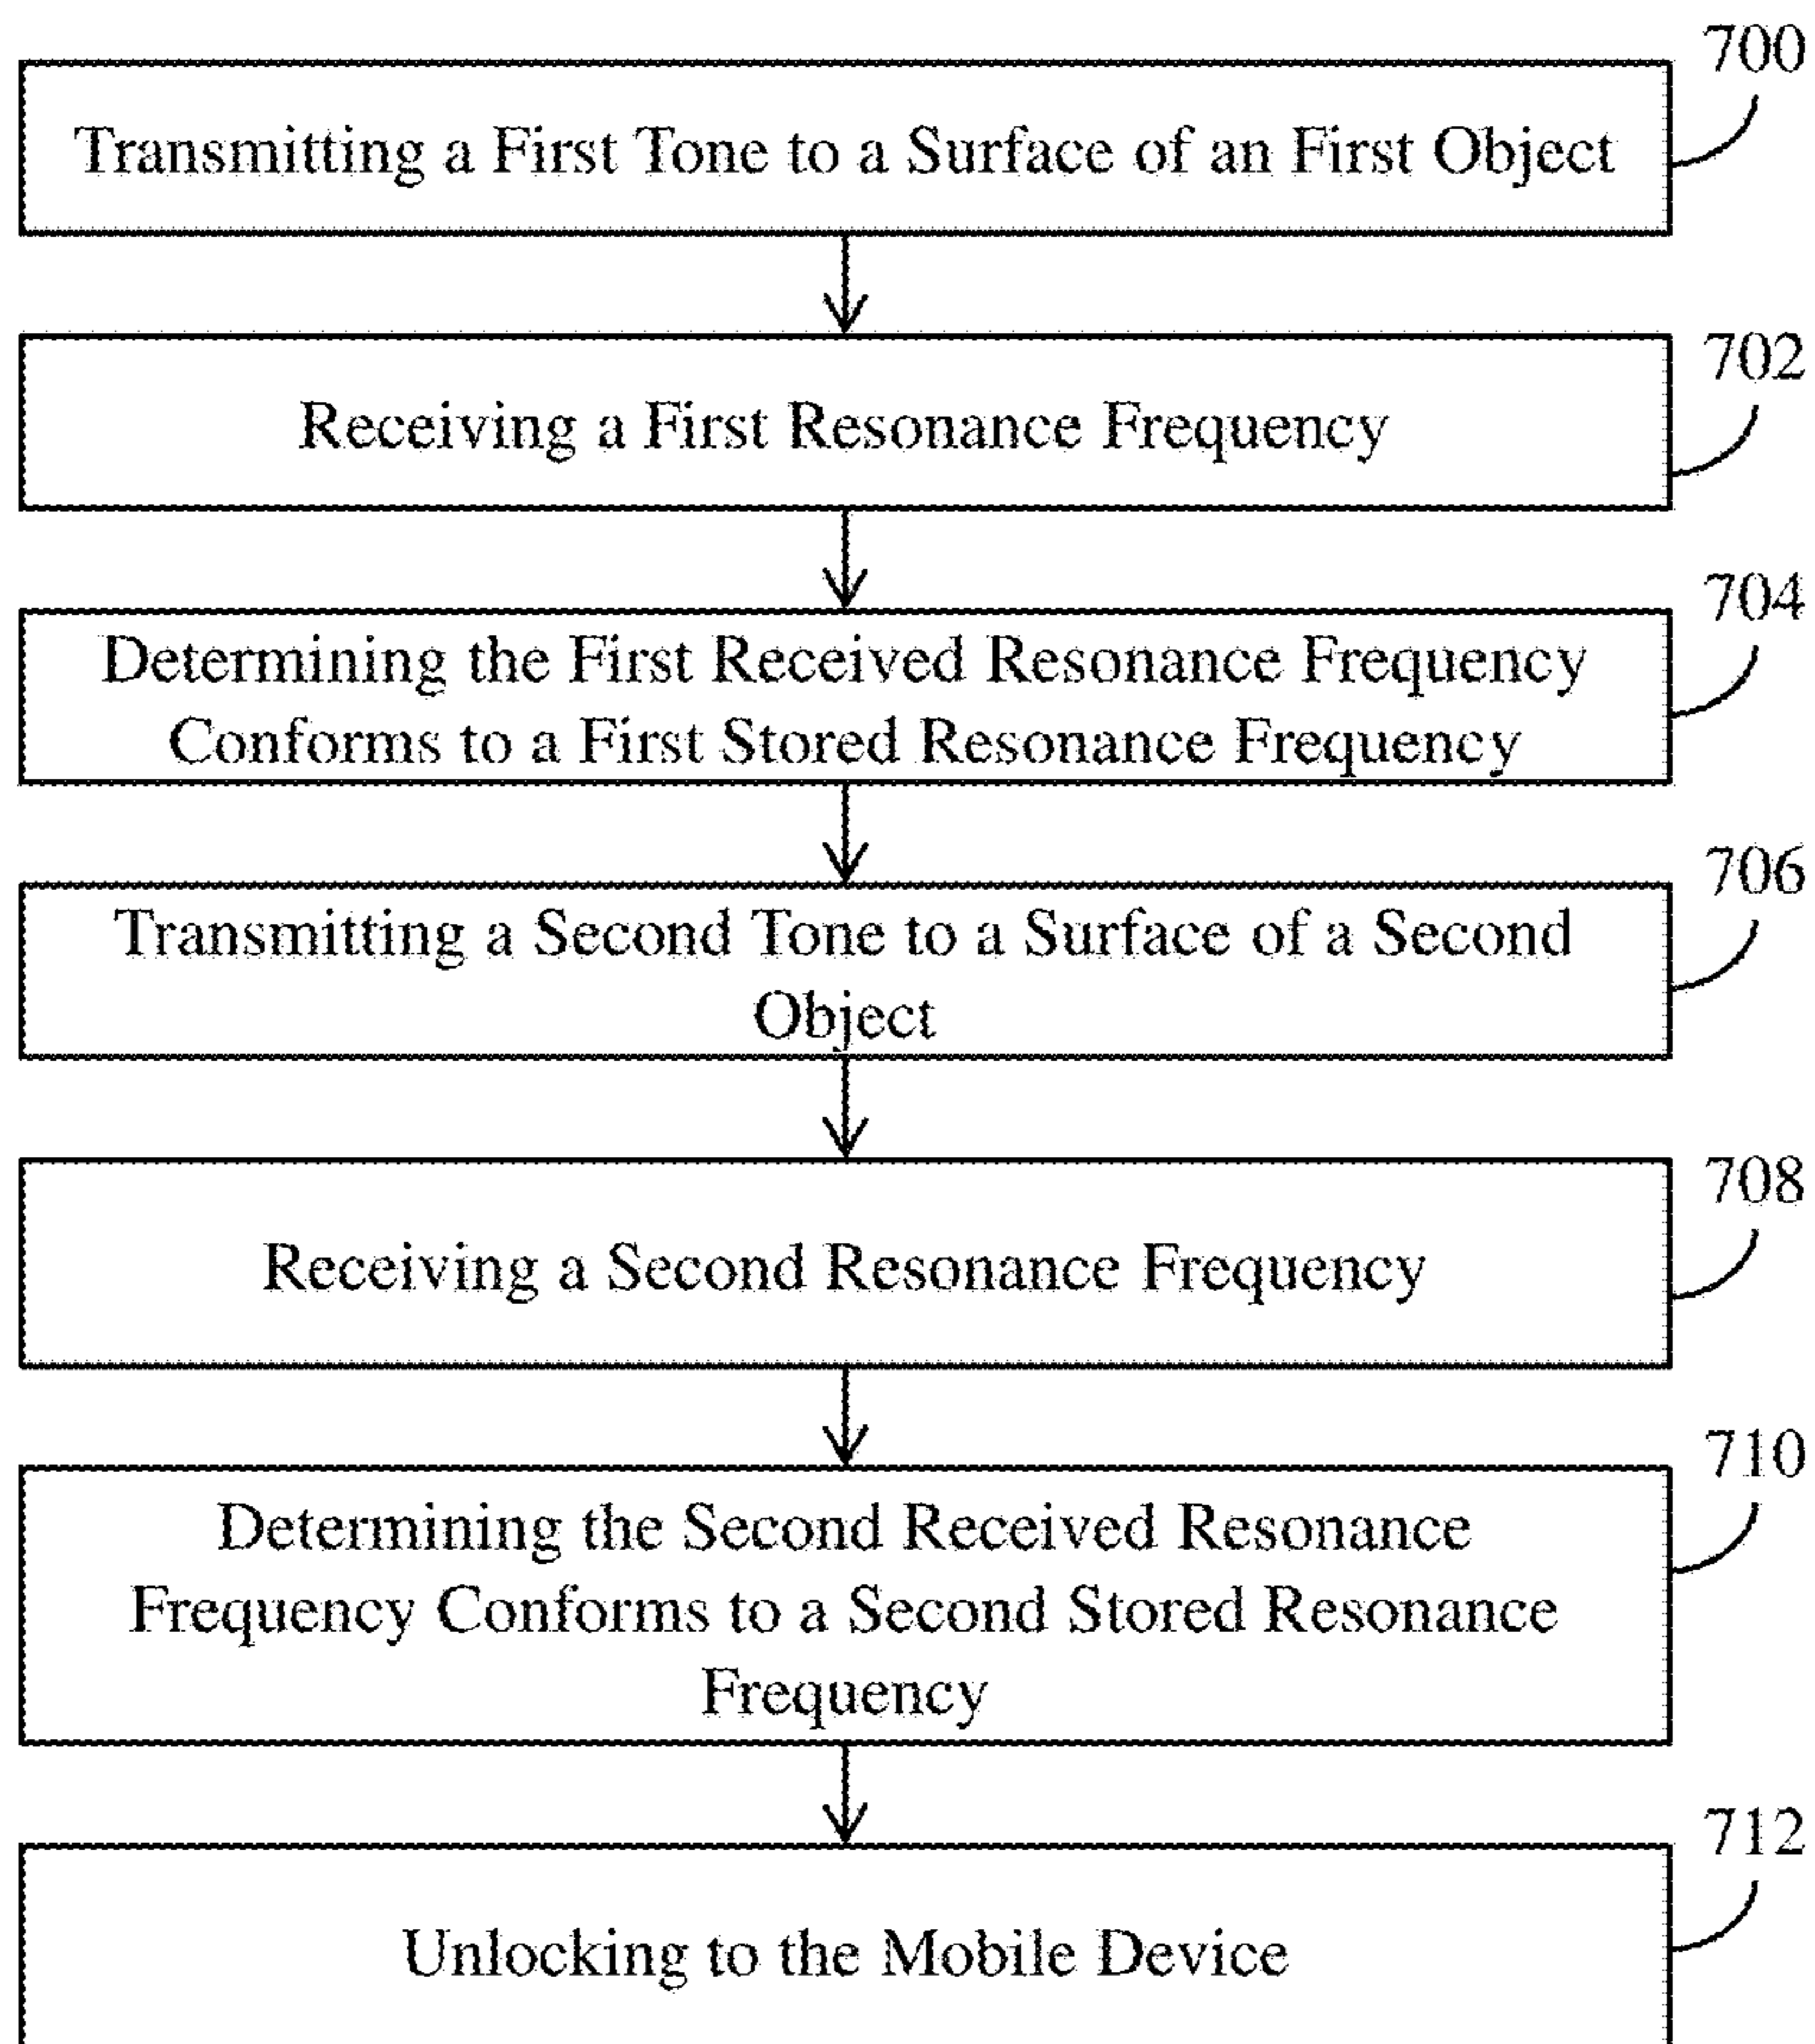 700
Transmitting a First Tone to a Surface of an First Object
702
Receiving a First Resonance Frequency
704
Determining the First Received Resonance Frequency
Conforms to a First Stored Resonance Frequency
706
Transmitting a Second Tone to a Surface of a Second
Object
708
Receiving a Second Resonance Frequency
710
Determining the Second Received Resonance
Frequency Conforms to a Second Stored Resonance
Frequency
712
Unlocking to the Mobile Device